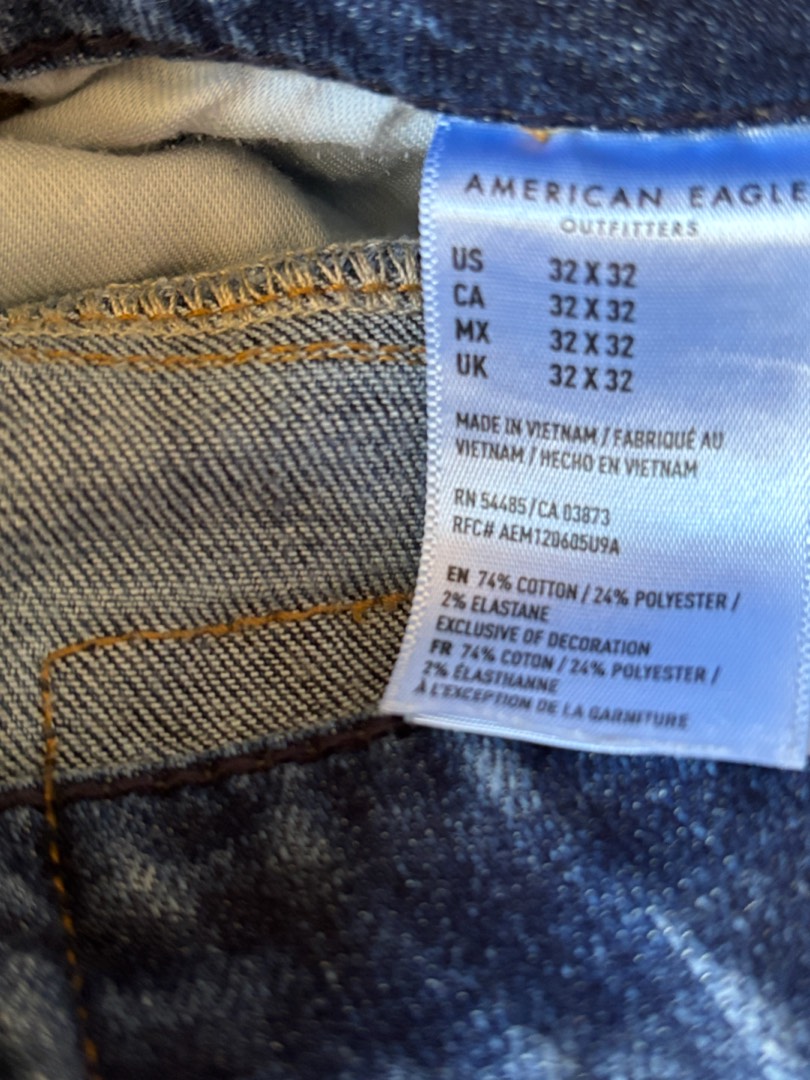 AMERICAN EAGLE
OUTFITTERS
US 32 X 32
CA 32 X 32
MX 32 X 32
UK 32 X 32
MADE IN VIETNAM / FABRIQUÉ AU
VIETNAM / HECHO EN VIETNAM
RN 54485/CA 03873
RFC# AEM120605U9A
EN 74% COTTON / 24% POLYESTER /
2% ELASTANE
EXCLUSIVE OF DECORATION
FR 74% COTON / 24% POLYESTER /
2% ÉLASTHANNE
À L'EXCEPTION DE LA GARNITURE